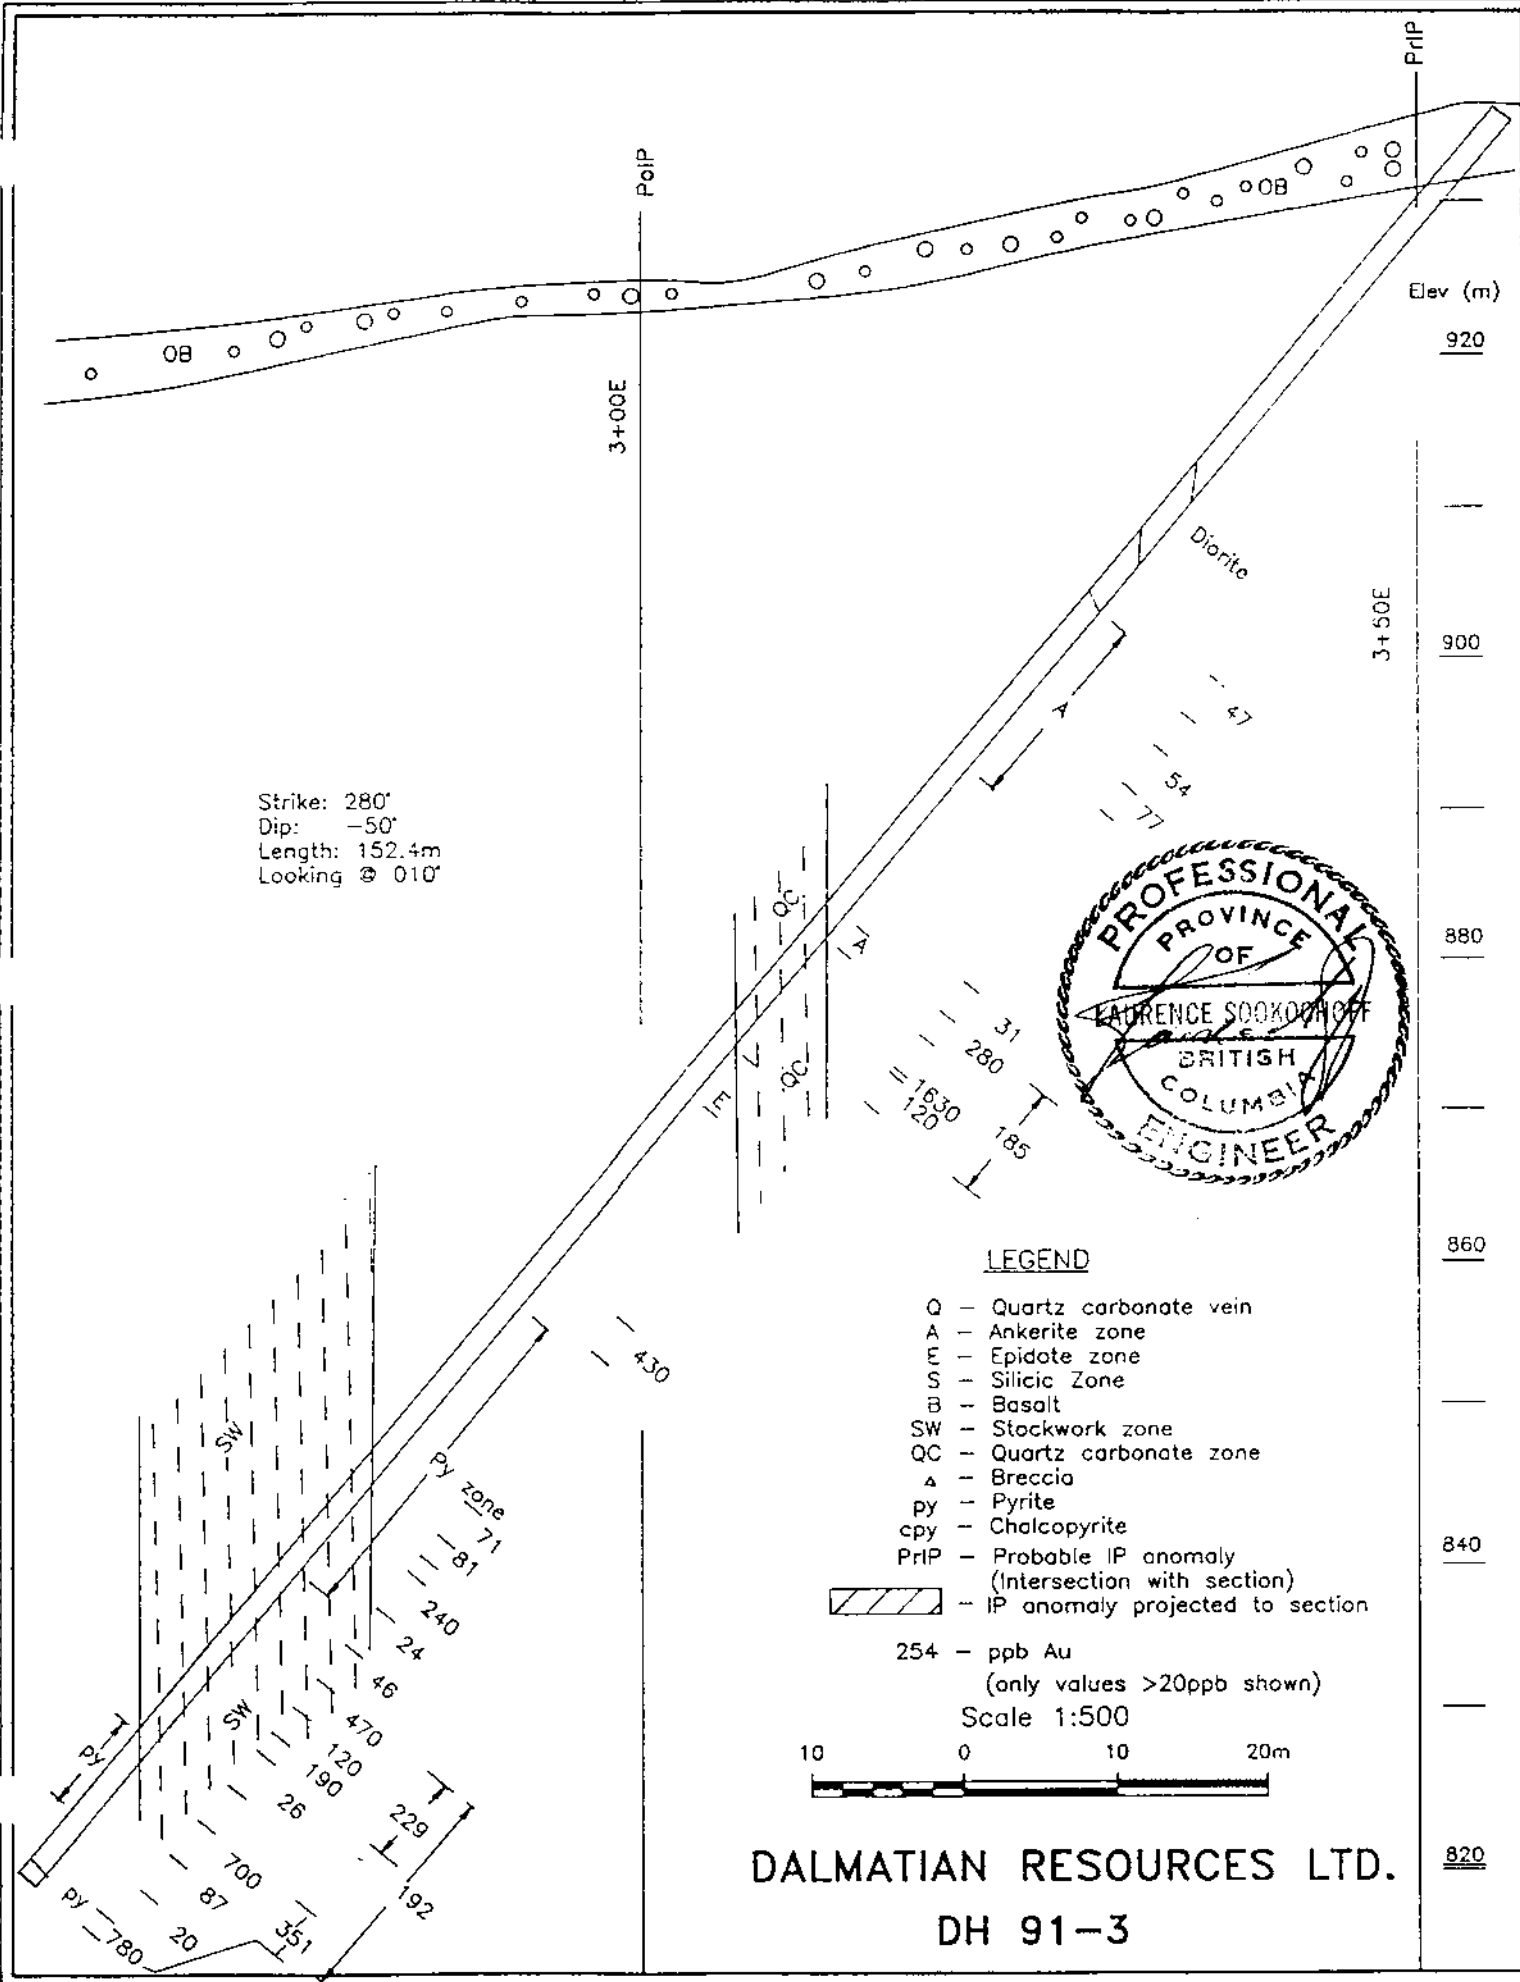 PrIP
PoIP
OB
OB
Elev (m)
920
3+00E
Diorite
3+50E
900
A
47
54
77
Strike: 280°
Dip: -50°
Length: 152.4m
Looking @ 010°
PROFESSIONAL
PROVINCE
OF
LAURENCE SOOKOCHOFF
BRITISH
COLUMBIA
ENGINEER
QC
A
880
31
280
1630
120
185
QC
E
860
LEGEND
Q - Quartz carbonate vein
A - Ankerite zone
E - Epidote zone
S - Silicic Zone
B - Basalt
SW - Stockwork zone
QC - Quartz carbonate zone
△ - Breccia
py - Pyrite
cpy - Chalcopyrite
PrIP - Probable IP anomaly
(Intersection with section)
- IP anomaly projected to section
254 - ppb Au
(only values >20ppb shown)
Scale 1:500
10 0 10 20m
430
SW
Py zone
71
81
240
24
46
470
120
190
26
SW
py
840
229
192
700
87
351
20
py
780
820
DALMATIAN RESOURCES LTD.
DH 91-3